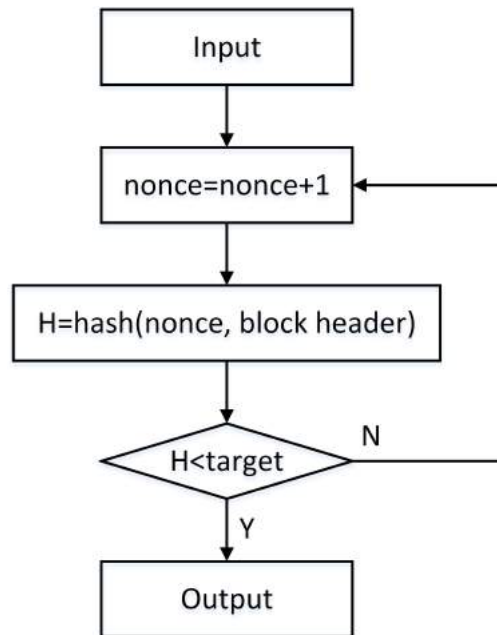 Input
nonce=nonce+1
H=hash(nonce, block header)
H<target
N
Y
Output